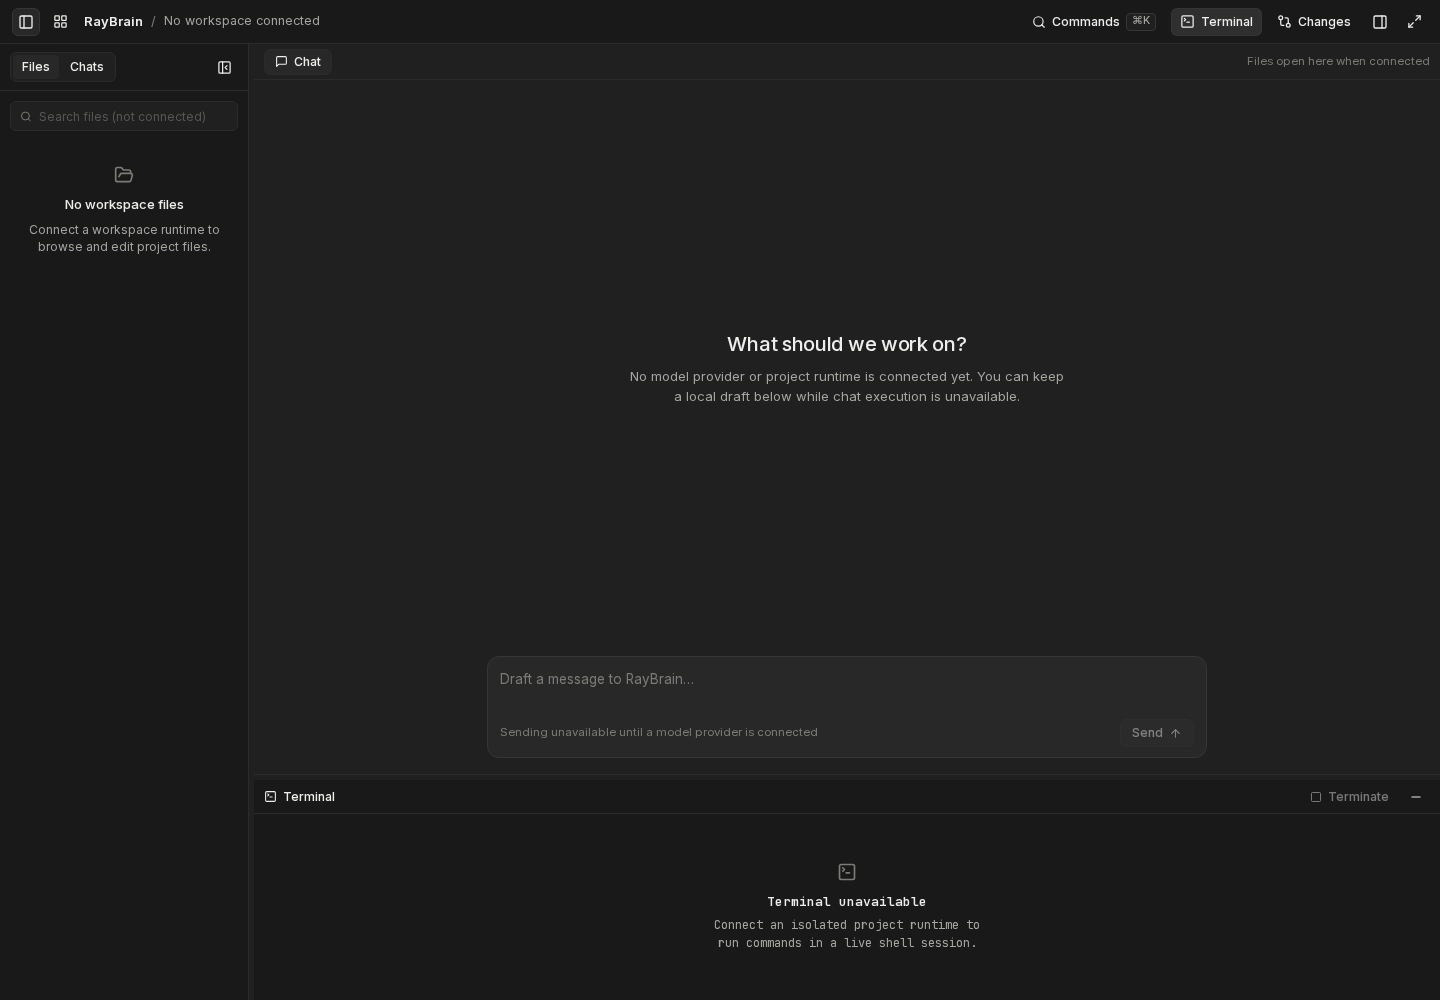 RayBrain / No workspace connected
Commands ⌘K
Terminal
Changes
Files
Chats
Chat
Files open here when connected
Search files (not connected)
No workspace files
Connect a workspace runtime to
browse and edit project files.
What should we work on?
No model provider or project runtime is connected yet. You can keep
a local draft below while chat execution is unavailable.
Draft a message to RayBrain…
Sending unavailable until a model provider is connected
Send
Terminal
Terminate
Terminal unavailable
Connect an isolated project runtime to
run commands in a live shell session.